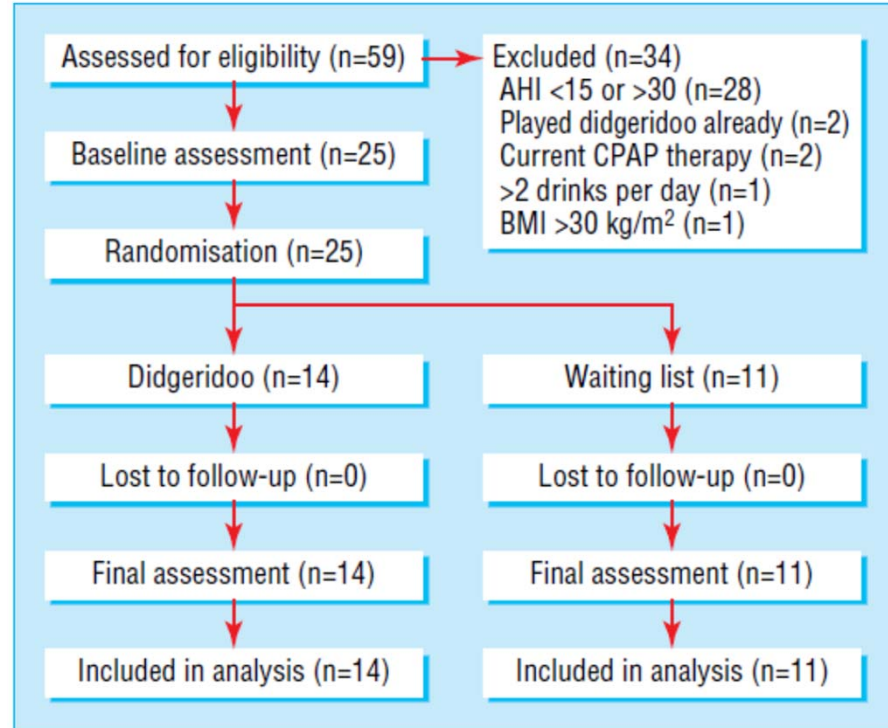 Assessed for eligibility (n=59)
Excluded (n=34)
AHI <15 or >30 (n=28)
Played didgeridoo already (n=2)
Current CPAP therapy (n=2)
>2 drinks per day (n=1)
BMI >30 kg/m² (n=1)
Baseline assessment (n=25)
Randomisation (n=25)
Didgeridoo (n=14)
Waiting list (n=11)
Lost to follow-up (n=0)
Lost to follow-up (n=0)
Final assessment (n=14)
Final assessment (n=11)
Included in analysis (n=14)
Included in analysis (n=11)